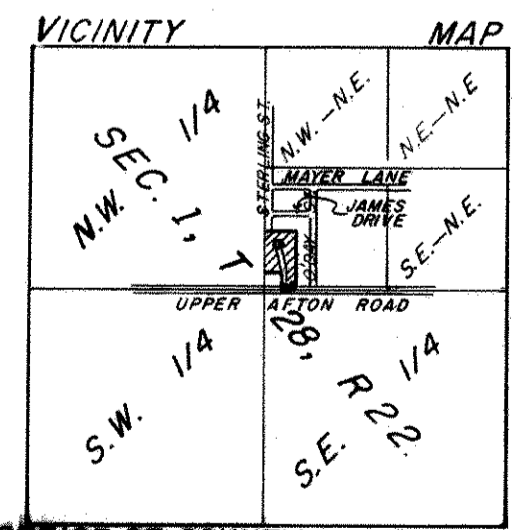 VICINITY MAP
N.W. 1/4
SEC. 1, T 28, R 22.
STERLING ST.
N.W. – N.E.
N.E. – N.E
MAYER LANE
JAMES
DRIVE
O'DAY
S.E. – N.E.
UPPER AFTON ROAD
S.W. 1/4
S.E. 1/4